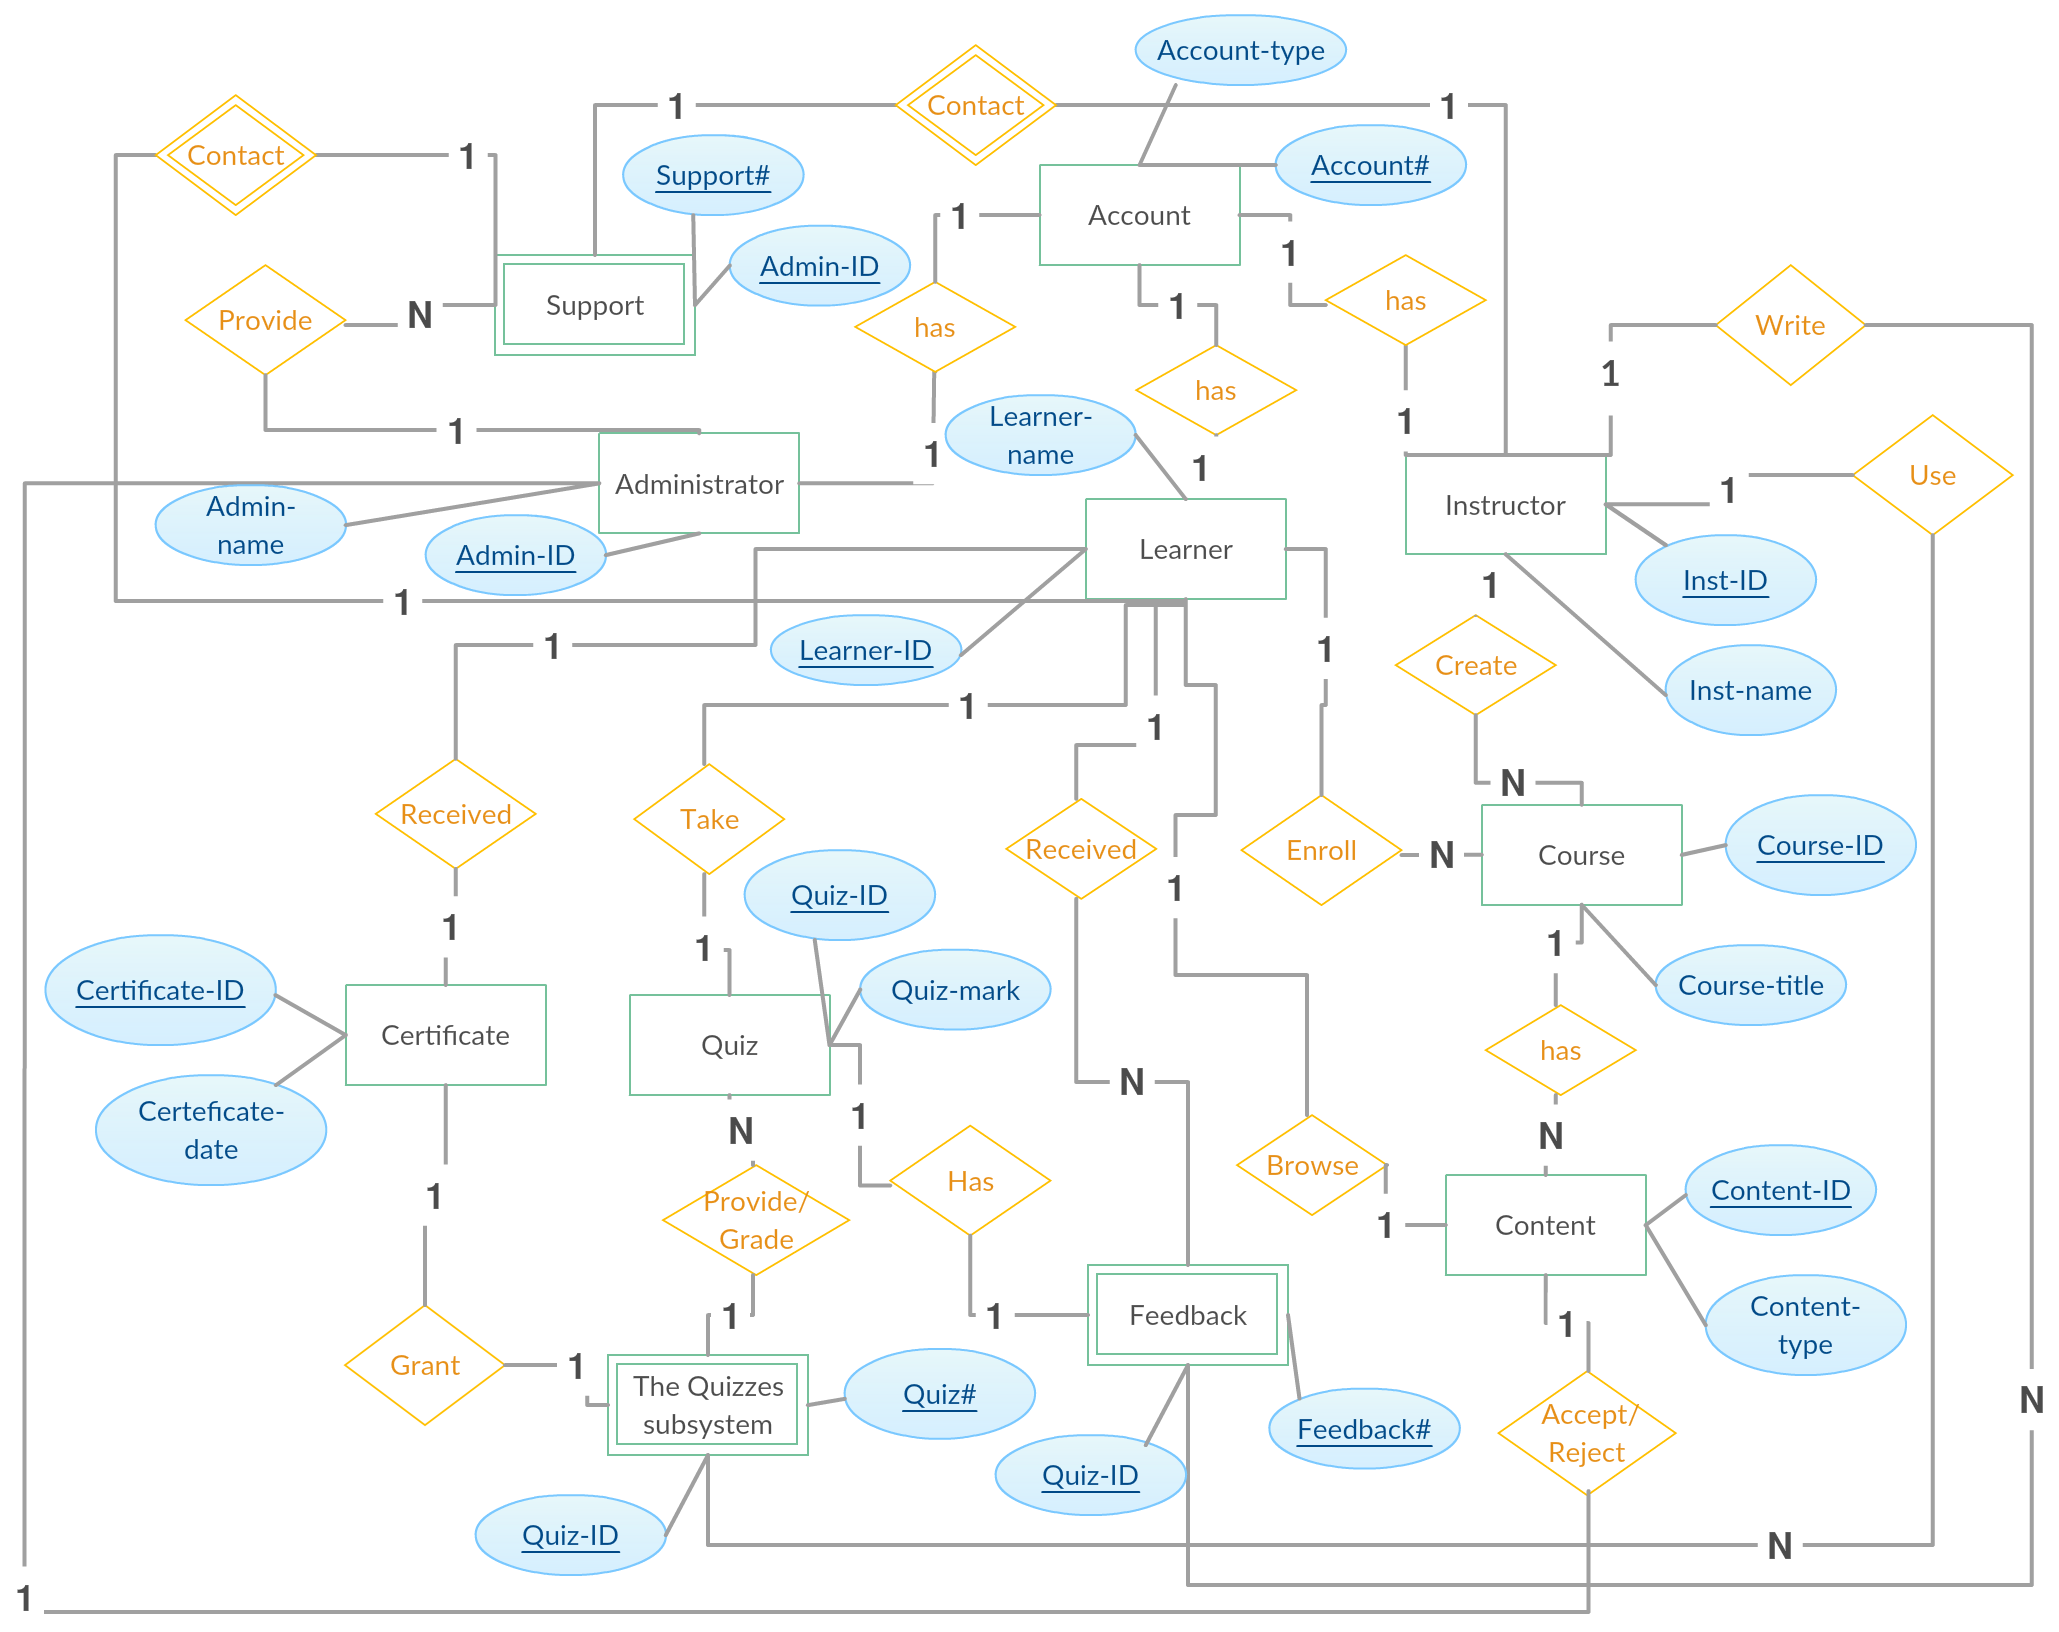 Account-type
1
Contact
1
Contact
1
Support#
Account#
Account
1
1
Admin-ID
Support
Provide
N
has
1
has
Write
has
1
Learner-
name
1
1
1
1
Administrator
Use
1
Admin-
name
Admin-ID
Learner
Instructor
1
Inst-ID
1
Learner-ID
1
1
Create
Inst-name
1
1
N
Received
Take
Received
Enroll
N
Course
Course-ID
1
Quiz-ID
1
1
1
Course-title
Certificate-ID
Quiz-mark
Certificate
Quiz
has
Certeficate-
date
N
1
N
N
1
Provide/
Grade
Has
Browse
1
Content
Content-ID
Content-
type
1
1
Feedback
1
Grant
1
The Quizzes
subsystem
Quiz#
Feedback#
Accept/
Reject
N
Quiz-ID
Quiz-ID
N
1